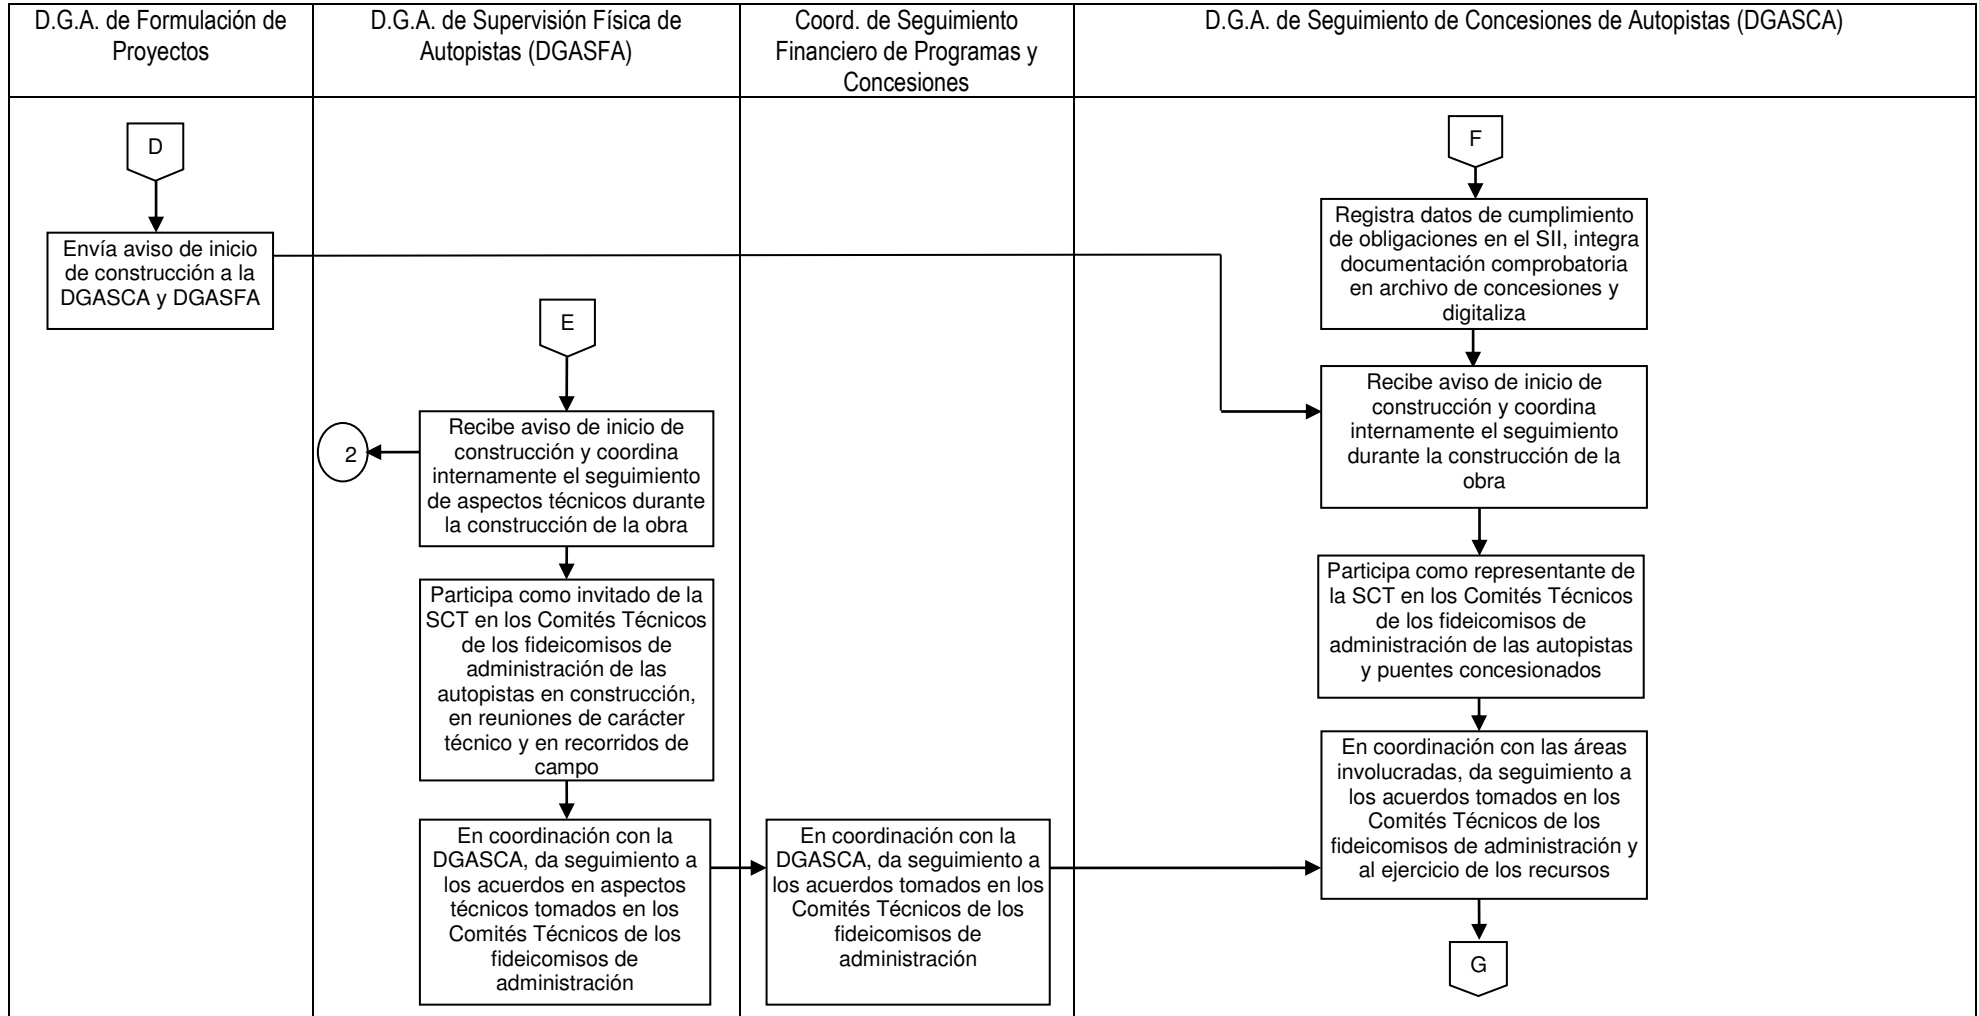 D.G.A. de Formulación de
Proyectos
D.G.A. de Supervisión Física de
Autopistas (DGASFA)
Coord. de Seguimiento
Financiero de Programas y
Concesiones
D.G.A. de Seguimiento de Concesiones de Autopistas (DGASCA)
D
Envía aviso de inicio
de construcción a la
DGASCA y DGASFA
E
Recibe aviso de inicio de
construcción y coordina
internamente el seguimiento
de aspectos técnicos durante
la construcción de la obra
2
Participa como invitado de la
SCT en los Comités Técnicos
de los fideicomisos de
administración de las
autopistas en construcción,
en reuniones de carácter
técnico y en recorridos de
campo
En coordinación con la
DGASCA, da seguimiento a
los acuerdos en aspectos
técnicos tomados en los
Comités Técnicos de los
fideicomisos de
administración
En coordinación con la
DGASCA, da seguimiento a
los acuerdos tomados en los
Comités Técnicos de los
fideicomisos de
administración
F
Registra datos de cumplimiento
de obligaciones en el SII, integra
documentación comprobatoria
en archivo de concesiones y
digitaliza
Recibe aviso de inicio de
construcción y coordina
internamente el seguimiento
durante la construcción de la
obra
Participa como representante de
la SCT en los Comités Técnicos
de los fideicomisos de
administración de las autopistas
y puentes concesionados
En coordinación con las áreas
involucradas, da seguimiento a
los acuerdos tomados en los
Comités Técnicos de los
fideicomisos de administración y
al ejercicio de los recursos
G